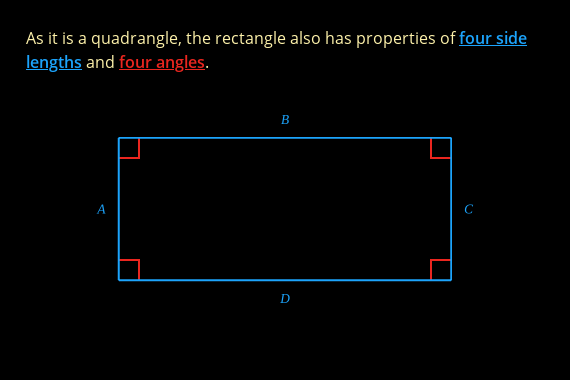 As it is a quadrangle, the rectangle also has properties of four side
lengths and four angles.
B
A
C
D